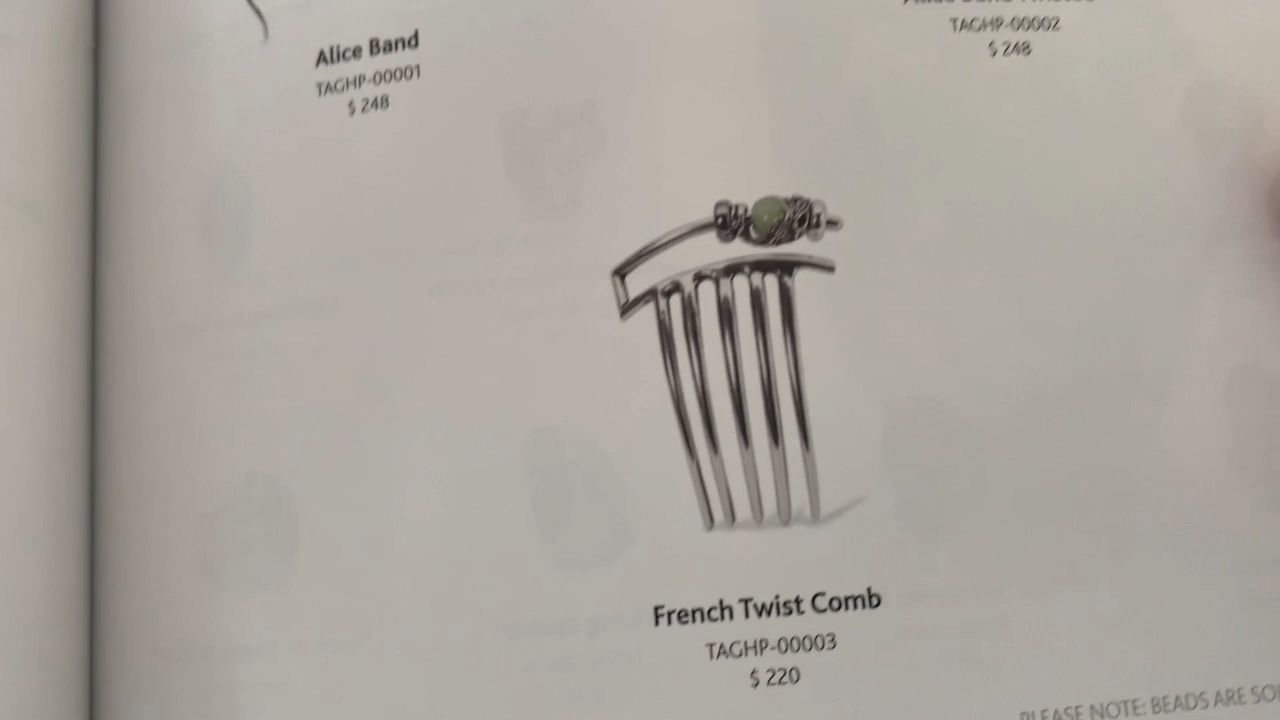 Alice Band
TAGHP-00001
$ 248
TAGHP-00002
$ 248
French Twist Comb
TAGHP-00003
$ 220
PLEASE NOTE: BEADS ARE